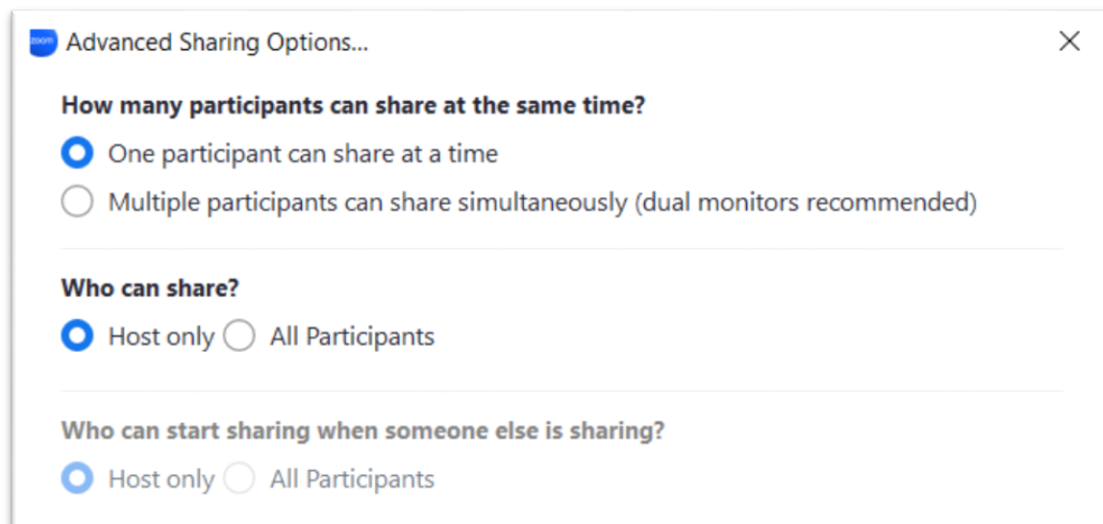 zoom Advanced Sharing Options...
How many participants can share at the same time?
One participant can share at a time
Multiple participants can share simultaneously (dual monitors recommended)
Who can share?
Host only All Participants
Who can start sharing when someone else is sharing?
Host only All Participants